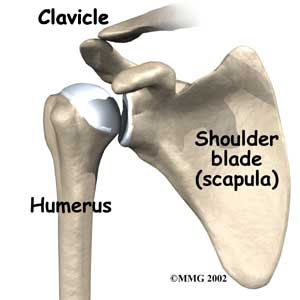 Clavicle
Shoulder
blade
(scapula)
Humerus
©MMG 2002